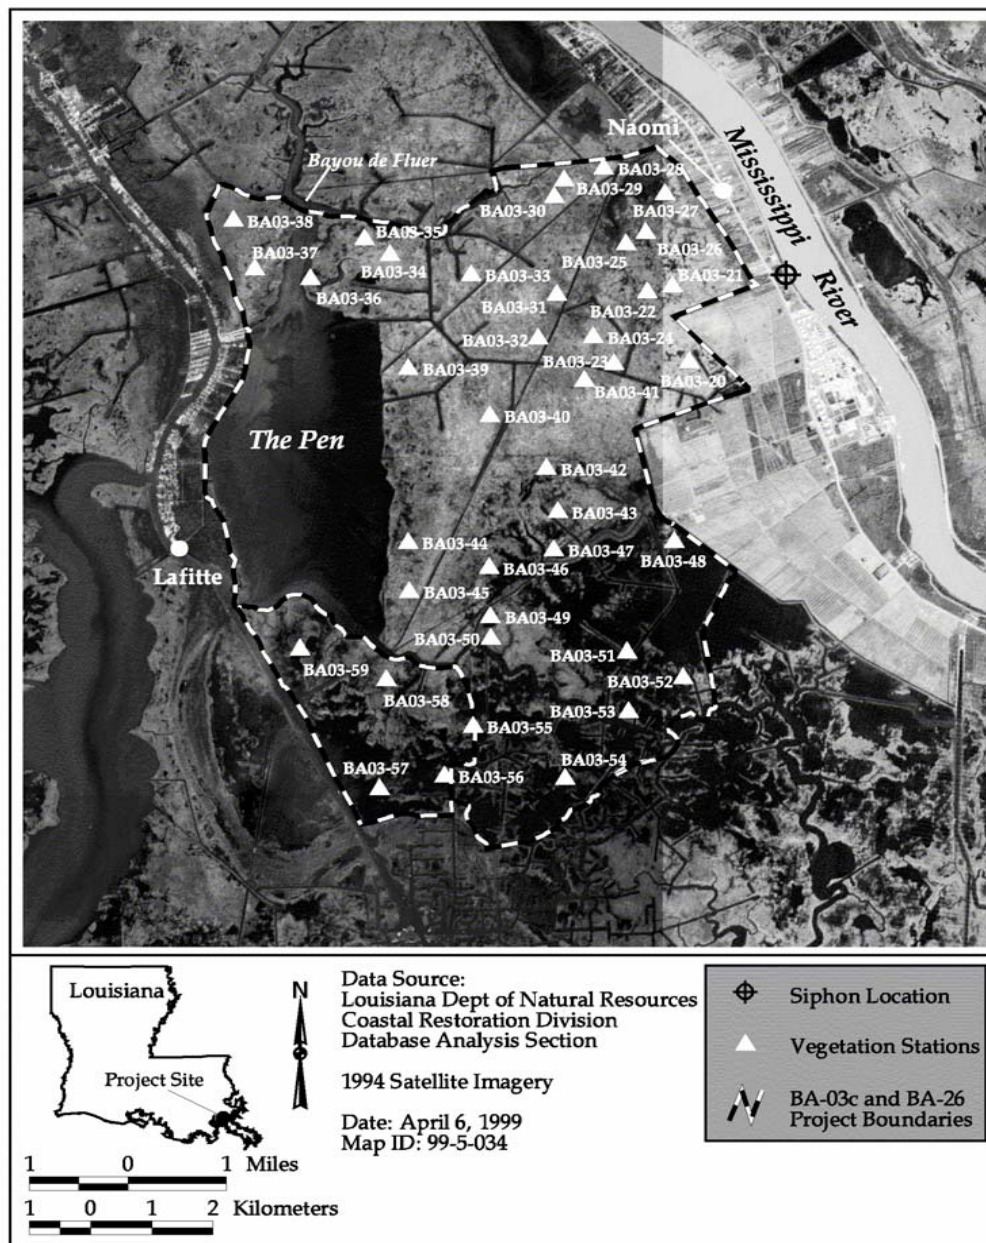 Naomi
Mississippi
River
Bayou de Fluer
BA03-28
BA03-29
BA03-30
BA03-27
BA03-38
BA03-35
BA03-26
BA03-25
BA03-37
BA03-34
BA03-33
BA03-21
BA03-36
BA03-31
BA03-22
BA03-32
BA03-24
BA03-23
BA03-20
BA03-39
BA03-41
BA03-40
The Pen
BA03-42
BA03-43
BA03-44
BA03-47
BA03-48
BA03-46
Lafitte
BA03-45
BA03-49
BA03-50
BA03-51
BA03-59
BA03-52
BA03-58
BA03-53
BA03-55
BA03-54
BA03-57
BA03-56
Louisiana
Project Site
N
Data Source:
Louisiana Dept of Natural Resources
Coastal Restoration Division
Database Analysis Section
1994 Satellite Imagery
Date: April 6, 1999
Map ID: 99-5-034
1 0 1 Miles
1 0 1 2 Kilometers
Siphon Location
Vegetation Stations
BA-03c and BA-26
Project Boundaries